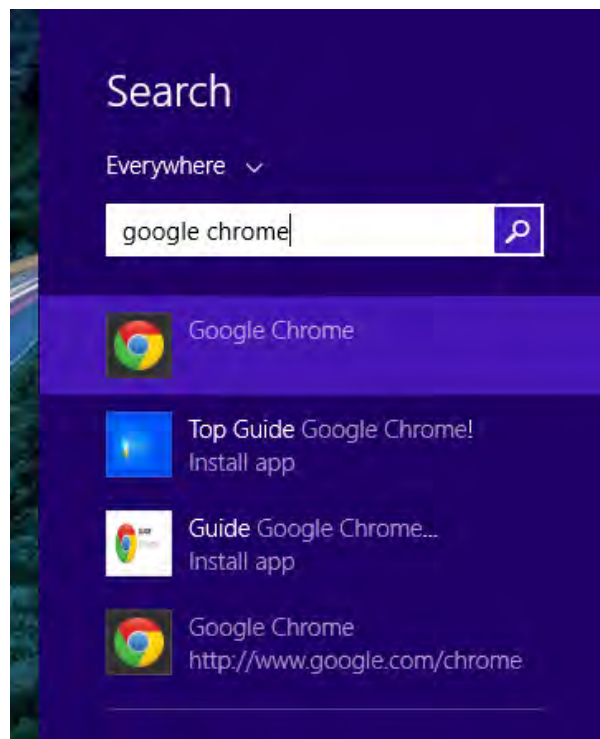 Search
Everywhere
google chrome
Google Chrome
Top Guide Google Chrome!
Install app
Guide Google Chrome...
Install app
Google Chrome
http://www.google.com/chrome